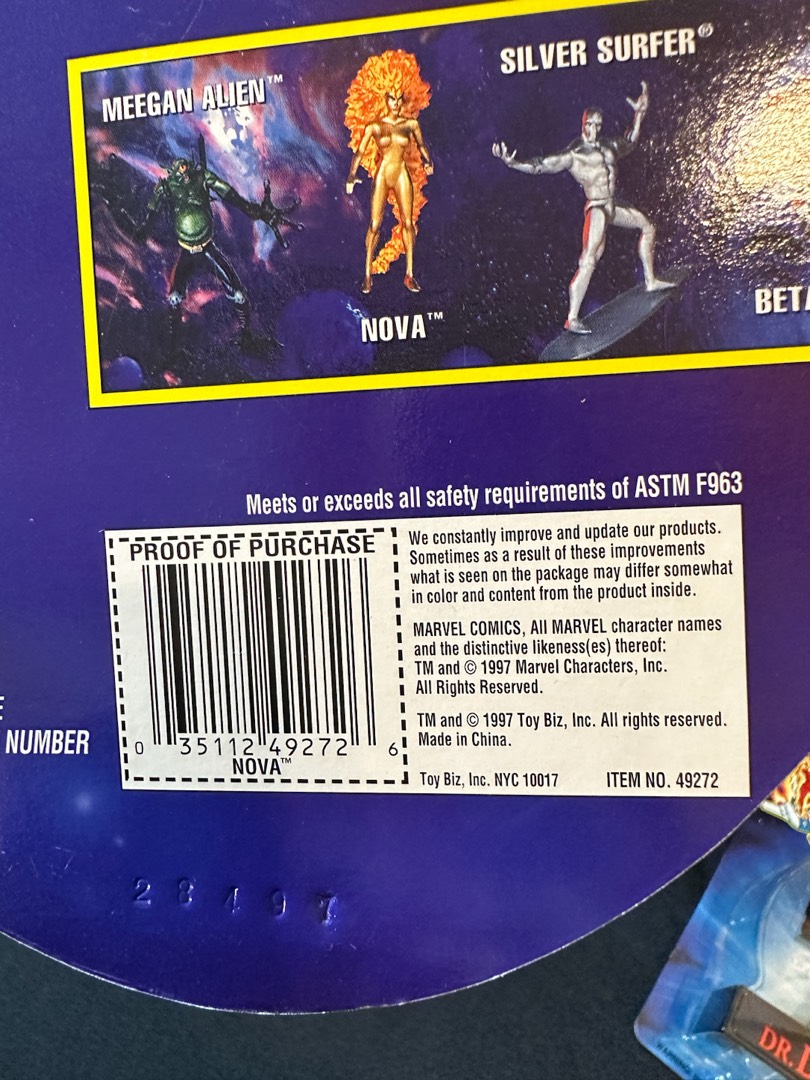 MEEGAN ALIEN™
SILVER SURFER®
NOVA™
Meets or exceeds all safety requirements of ASTM F963
PROOF OF PURCHASE
0 35112 49272 6
NOVA™
We constantly improve and update our products.
Sometimes as a result of these improvements
what is seen on the package may differ somewhat
in color and content from the product inside.
MARVEL COMICS, All MARVEL character names
and the distinctive likeness(es) thereof:
TM and © 1997 Marvel Characters, Inc.
All Rights Reserved.
TM and © 1997 Toy Biz, Inc. All rights reserved.
Made in China.
Toy Biz, Inc. NYC 10017 ITEM NO. 49272
NUMBER
28497
DR.